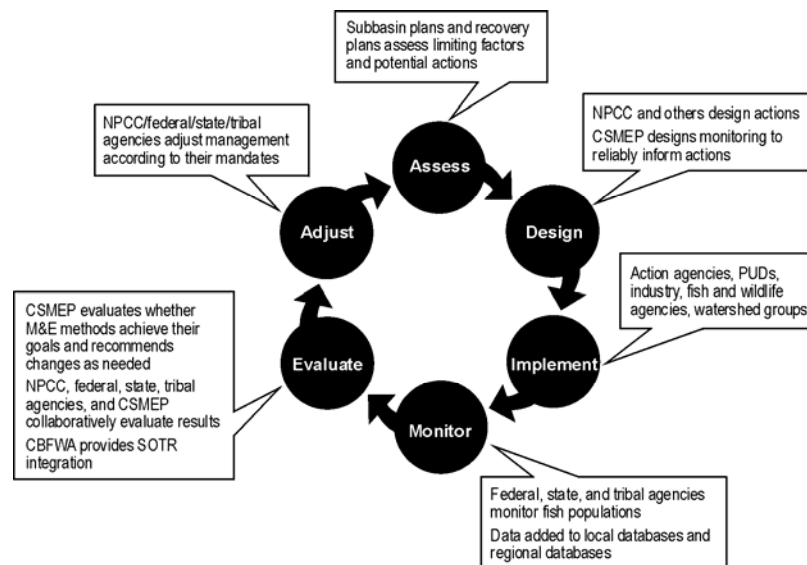 Subbasin plans and recovery
plans assess limiting factors
and potential actions
NPCC/federal/state/tribal
agencies adjust management
according to their mandates
NPCC and others design actions
CSMEP designs monitoring to
reliably inform actions
Assess
Adjust
Design
Action agencies, PUDs,
industry, fish and wildlife
agencies, watershed groups
CSMEP evaluates whether
M&E methods achieve their
goals and recommends
changes as needed
NPCC, federal, state, tribal
agencies, and CSMEP
collaboratively evaluate results
CBFWA provides SOTR
integration
Evaluate
Implement
Monitor
Federal, state, and tribal agencies
monitor fish populations
Data added to local databases and
regional databases